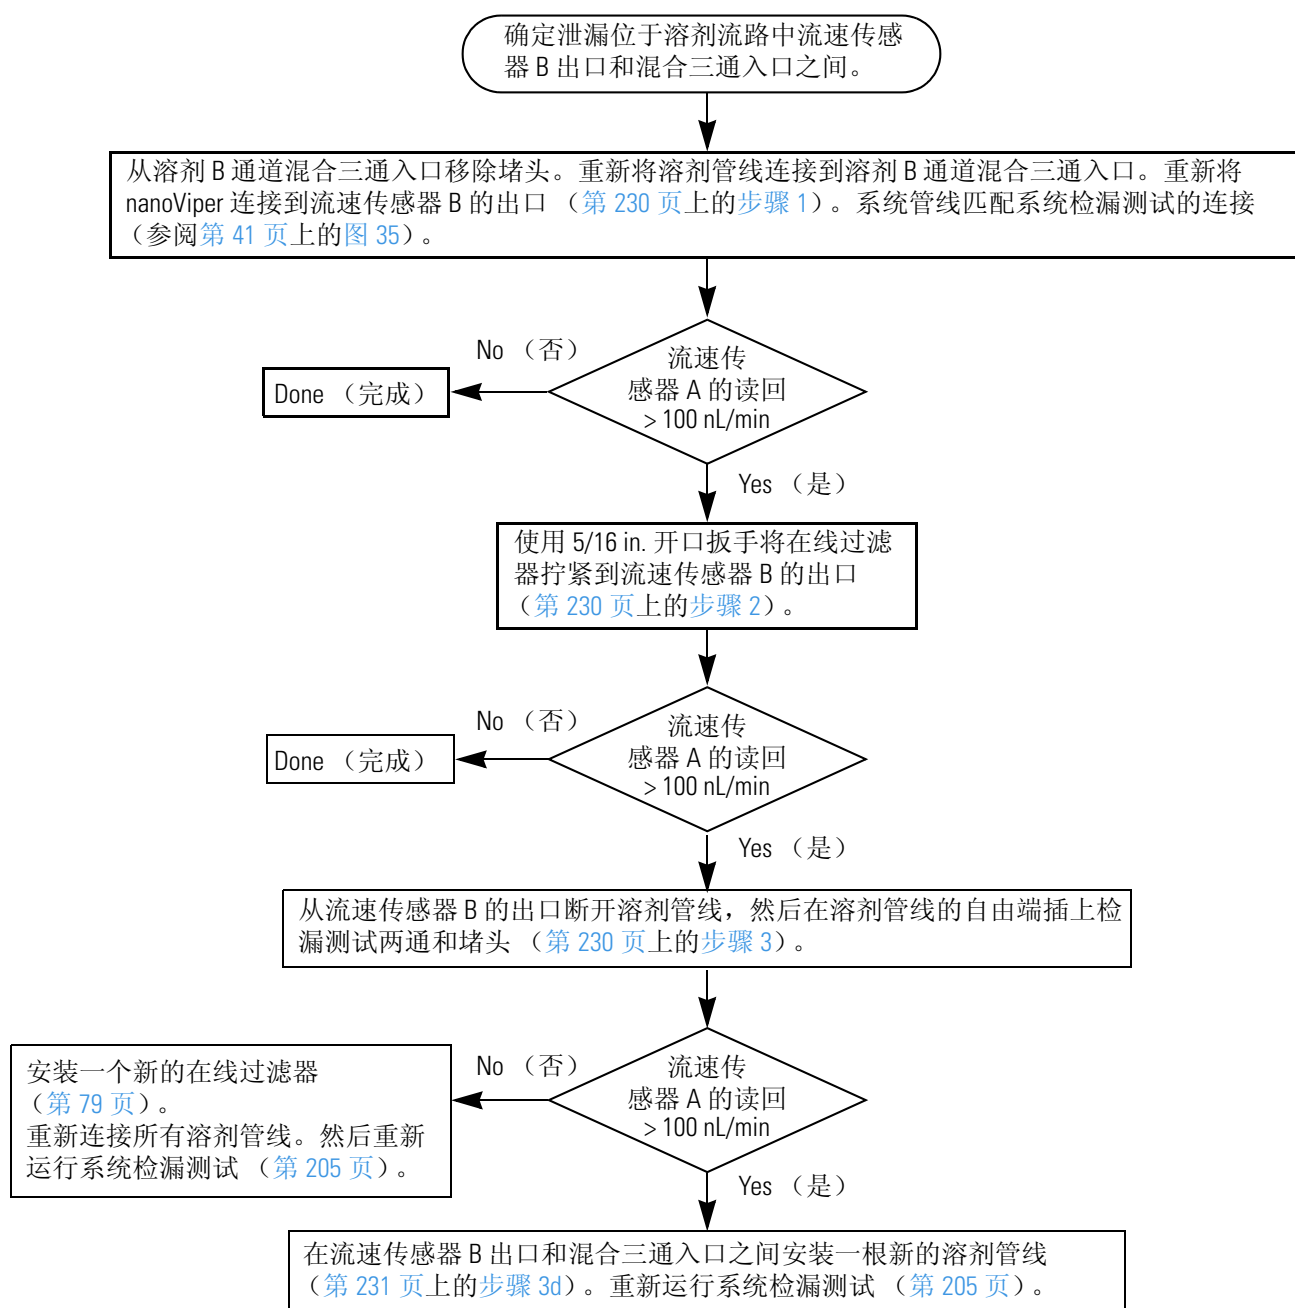 确定泄漏位于溶剂流路中流速传感
器 B 出口和混合三通入口之间。
从溶剂 B 通道混合三通入口移除堵头。重新将溶剂管线连接到溶剂 B 通道混合三通入口。重新将
nanoViper 连接到流速传感器 B 的出口 （第 230 页上的步骤 1）。系统管线匹配系统检漏测试的连接
（参阅第 41 页上的图 35）。
No （否）
流速传
感器 A 的读回
> 100 nL/min
Done （完成）
Yes （是）
使用 5/16 in. 开口扳手将在线过滤
器拧紧到流速传感器 B 的出口
（第 230 页上的步骤 2）。
No （否）
流速传
感器 A 的读回
> 100 nL/min
Done （完成）
Yes （是）
从流速传感器 B 的出口断开溶剂管线，然后在溶剂管线的自由端插上检
漏测试两通和堵头 （第 230 页上的步骤 3）。
No （否）
流速传
感器 A 的读回
> 100 nL/min
安装一个新的在线过滤器
（第 79 页）。
重新连接所有溶剂管线。然后重新
运行系统检漏测试 （第 205 页）。
Yes （是）
在流速传感器 B 出口和混合三通入口之间安装一根新的溶剂管线
（第 231 页上的步骤 3d）。重新运行系统检漏测试 （第 205 页）。